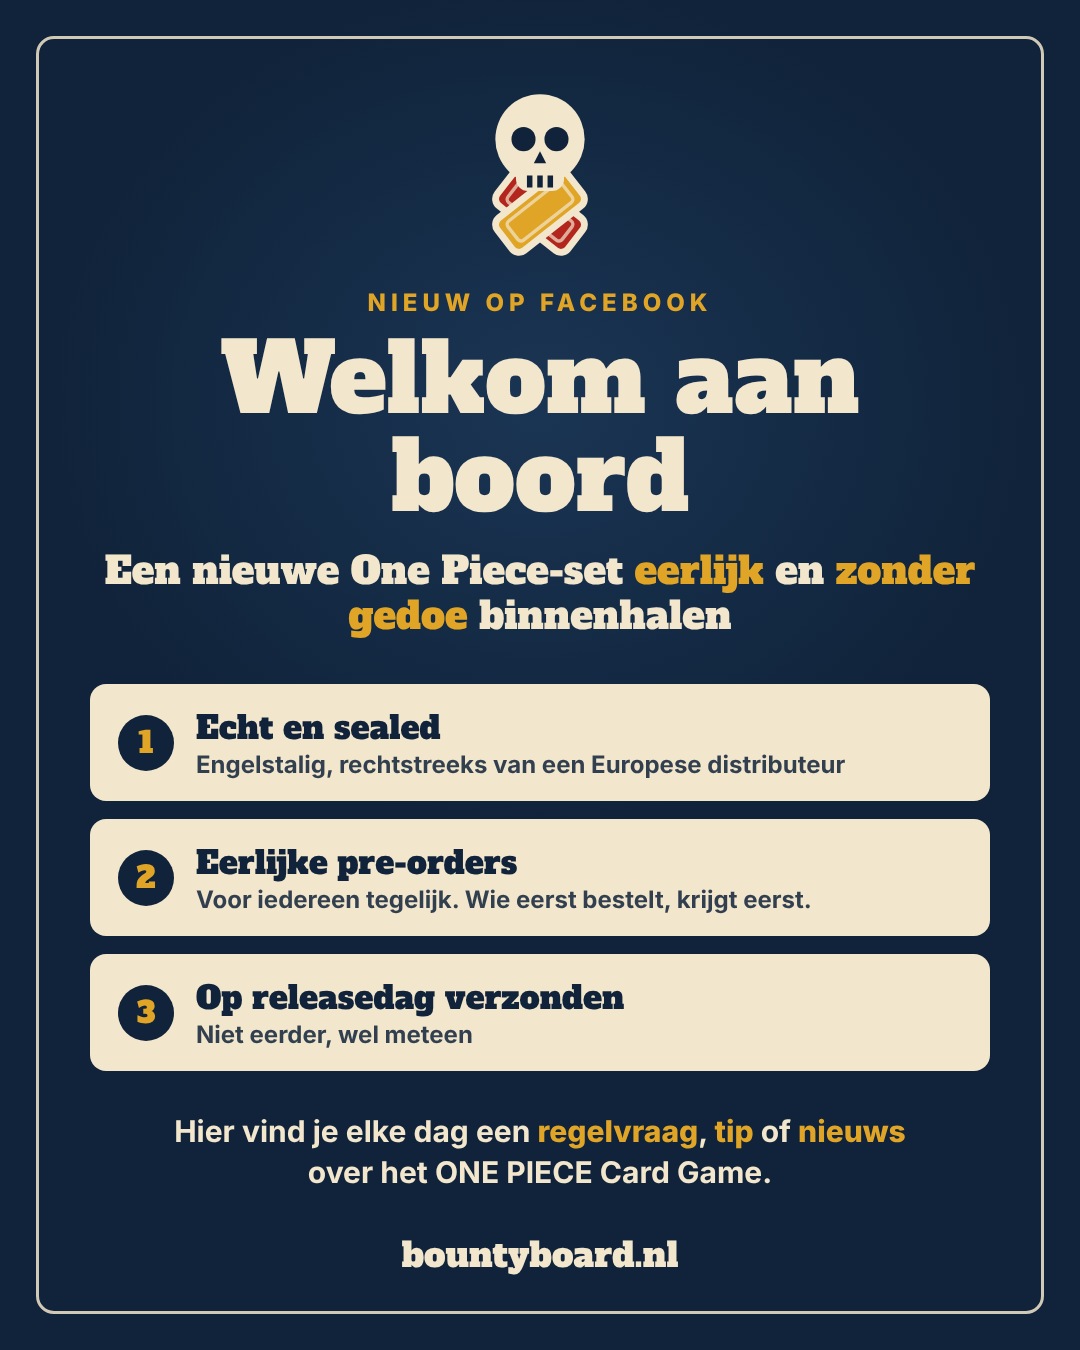 NIEUW OP FACEBOOK
Welkom aan
boord
Een nieuwe One Piece-set eerlijk en zonder
gedoe binnenhalen
1
Echt en sealed
Engelstalig, rechtstreeks van een Europese distributeur
2
Eerlijke pre-orders
Voor iedereen tegelijk. Wie eerst bestelt, krijgt eerst.
3
Op releasedag verzonden
Niet eerder, wel meteen
Hier vind je elke dag een regelvraag, tip of nieuws
over het ONE PIECE Card Game.
bountyboard.nl